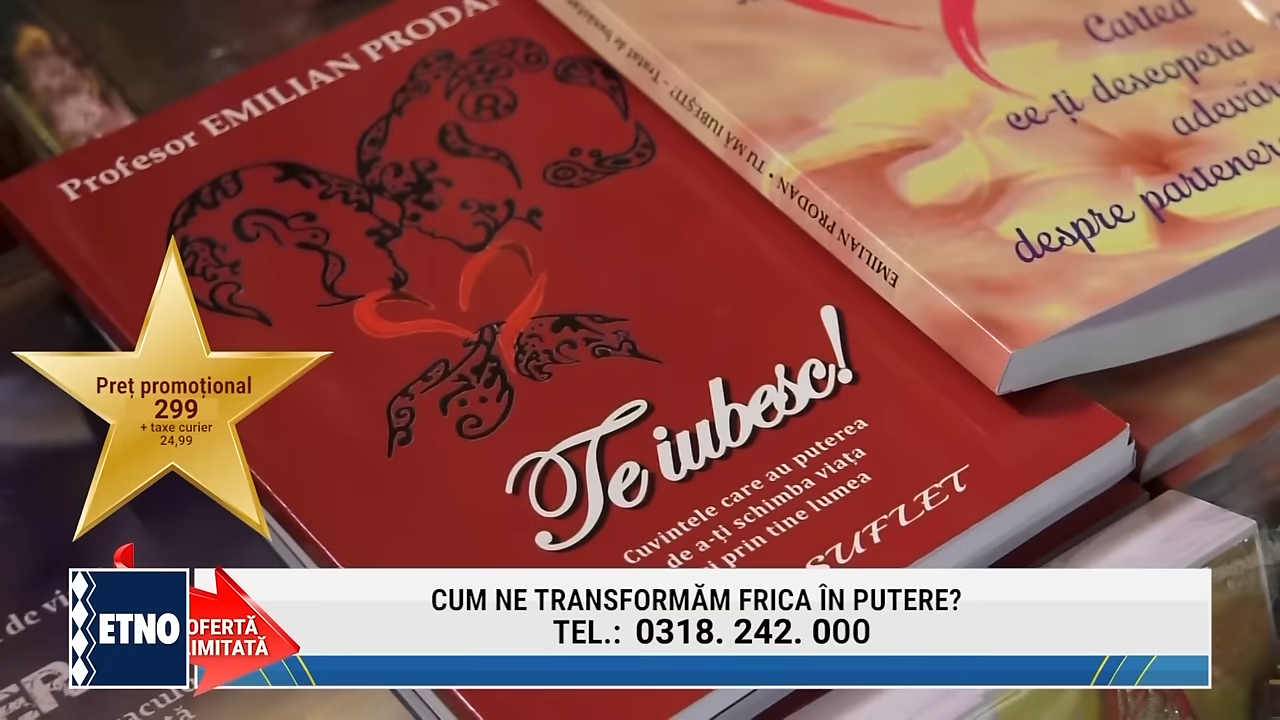 Profesor EMILIAN PRODAN
Te iubesc!
Cuvintele care au puterea
de a-ți schimba viața
și prin tine lumea
SUFLET
EMILIAN PRODAN • TU MĂ IUBEȘTI? - Tratat de
Cartea
ce-ți descoperă
despre
Preț promoțional
299
+ taxe curier
24,99
ETNO
OFERTĂ
LIMITATĂ
CUM NE TRANSFORMĂM FRICA ÎN PUTERE?
TEL.: 0318. 242. 000